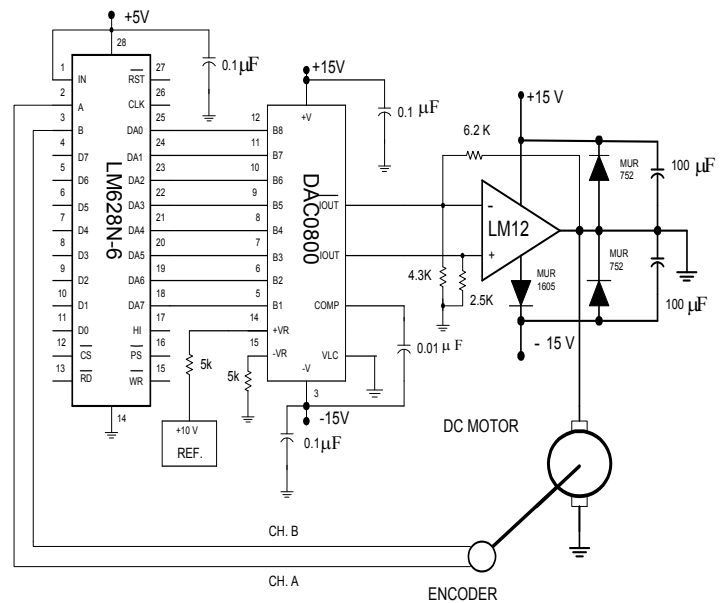 +5V
28
0.1μF
1
IN
RST
27
2
A
CLK
26
3
B
DA0
25
4
D7
DA1
24
5
D6
DA2
23
6
D5
DA3
22
7
D4
DA4
21
8
D3
DA5
20
9
D2
DA6
19
10
D1
DA7
18
11
D0
HI
17
12
CS
PS
16
13
RD
WR
15
14
LM628N-6
+15V
0.1 μF
+V
12
B8
11
B7
10
B6
9
B5
IOUT
8
B4
7
B3
IOUT
6
B2
5
B1
COMP
14
+VR
15
-VR
VLC
-V
3
DAC0800
-15V
0.1μF
0.01μF
5k
5k
+10 V
REF.
+15 V
6.2 K
-
LM12
+
4.3K
2.5K
MUR
752
100 μF
MUR
1605
MUR
752
100 μF
- 15 V
DC MOTOR
CH. B
CH. A
ENCODER